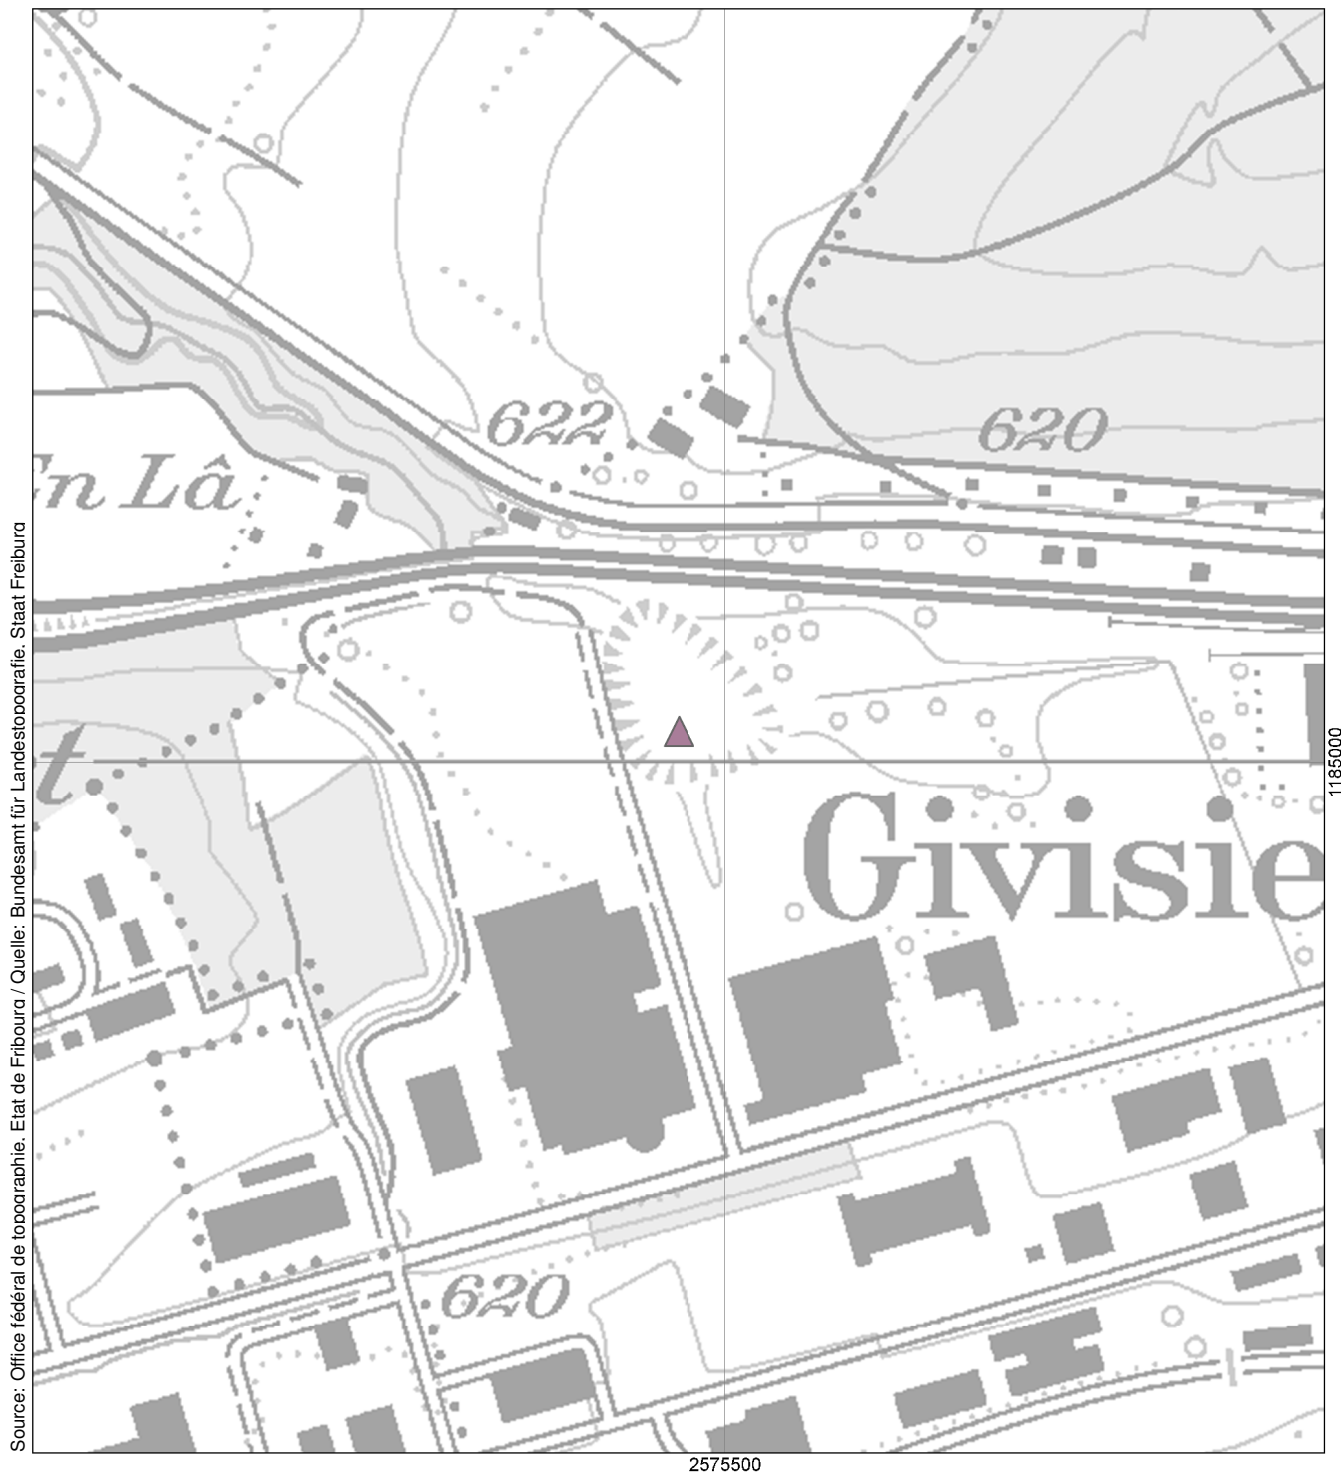 622
620
n Lâ
t
Givisie
620
Source: Office fédéral de topographie. Etat de Fribourg / Quelle: Bundesamt für Landestopografie. Staat Freiburg
1185000
2575500